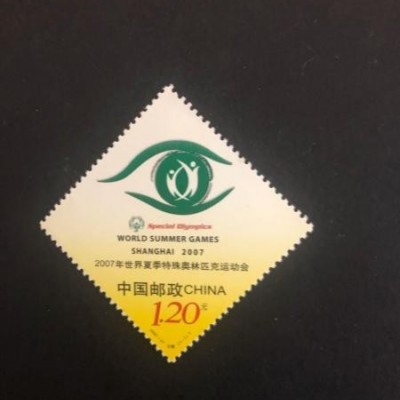 Special Olympics
WORLD SUMMER GAMES
SHANGHAI 2007
2007年世界夏季特殊奥林匹克运动会
中国邮政CHINA
1.20元